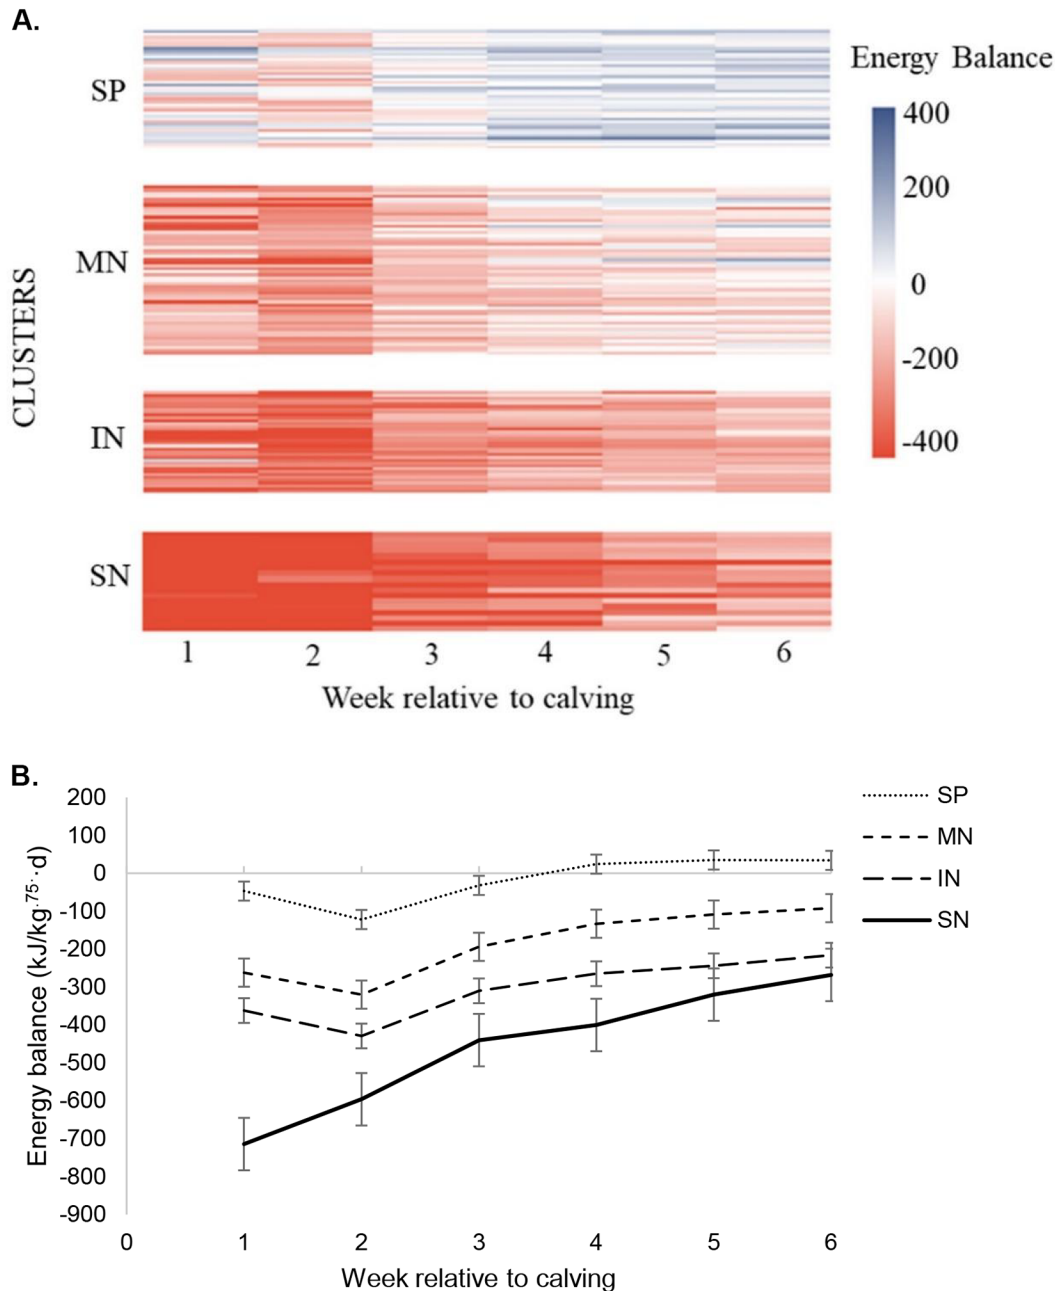 A.
Energy Balance
400
200
0
-200
-400
CLUSTERS
SP
MN
IN
SN
1 2 3 4 5 6
Week relative to calving
B.
Energy balance (kJ/kg.75.·d)
200
100
0
-100
-200
-300
-400
-500
-600
-700
-800
-900
0 1 2 3 4 5 6
Week relative to calving
SP
MN
IN
SN